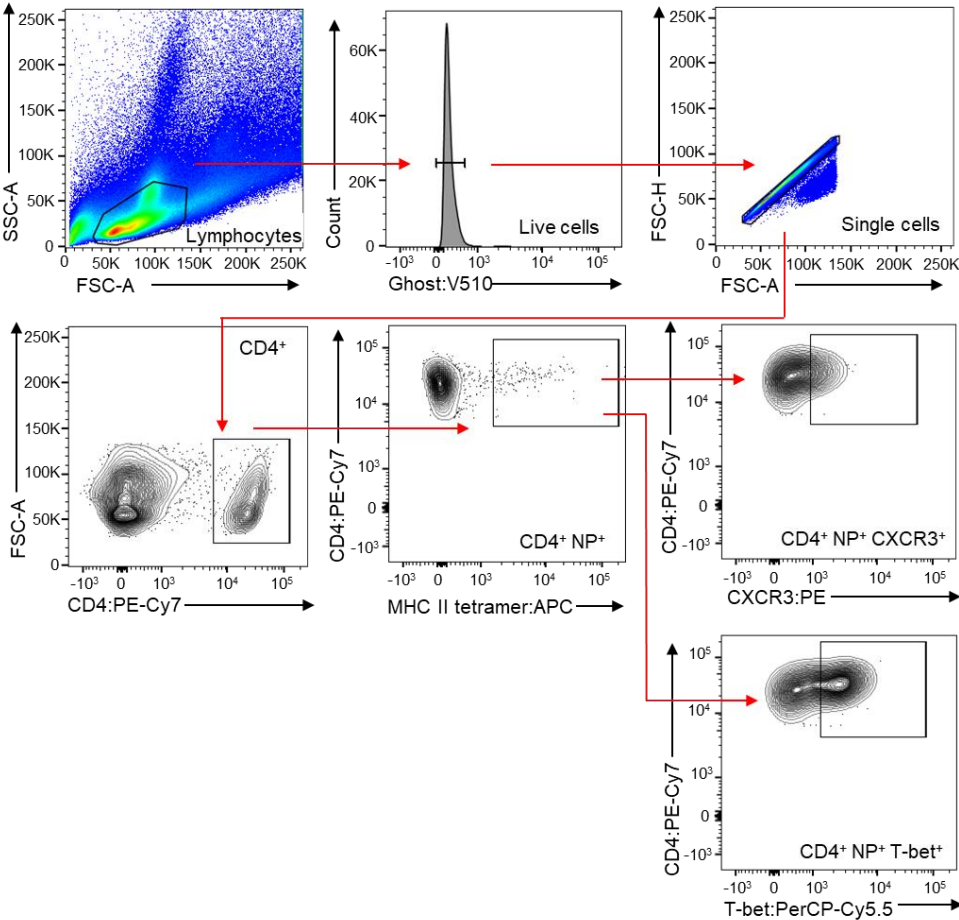 SSC-A
250K
200K
150K
100K
50K
0
0 50K 100K 150K 200K 250K
Lymphocytes
FSC-A
Count
60K
40K
20K
0
-10³ 0 10³ 10⁴ 10⁵
Live cells
Ghost:V510
FSC-H
250K
200K
150K
100K
50K
0
0 50K 100K 150K 200K 250K
Single cells
FSC-A
FSC-A
250K
200K
150K
100K
50K
0
CD4⁺
-10³ 0 10³ 10⁴ 10⁵
CD4:PE-Cy7
CD4:PE-Cy7
10⁵
10⁴
10³
0
-10³
CD4⁺ NP⁺
-10³ 0 10³ 10⁴ 10⁵
MHC II tetramer:APC
CD4:PE-Cy7
10⁵
10⁴
10³
0
-10³
CD4⁺ NP⁺ CXCR3⁺
-10³ 0 10³ 10⁴ 10⁵
CXCR3:PE
CD4:PE-Cy7
10⁵
10⁴
10³
0
-10³
CD4⁺ NP⁺ T-bet⁺
-10³ 0 10³ 10⁴ 10⁵
T-bet:PerCP-Cy5.5